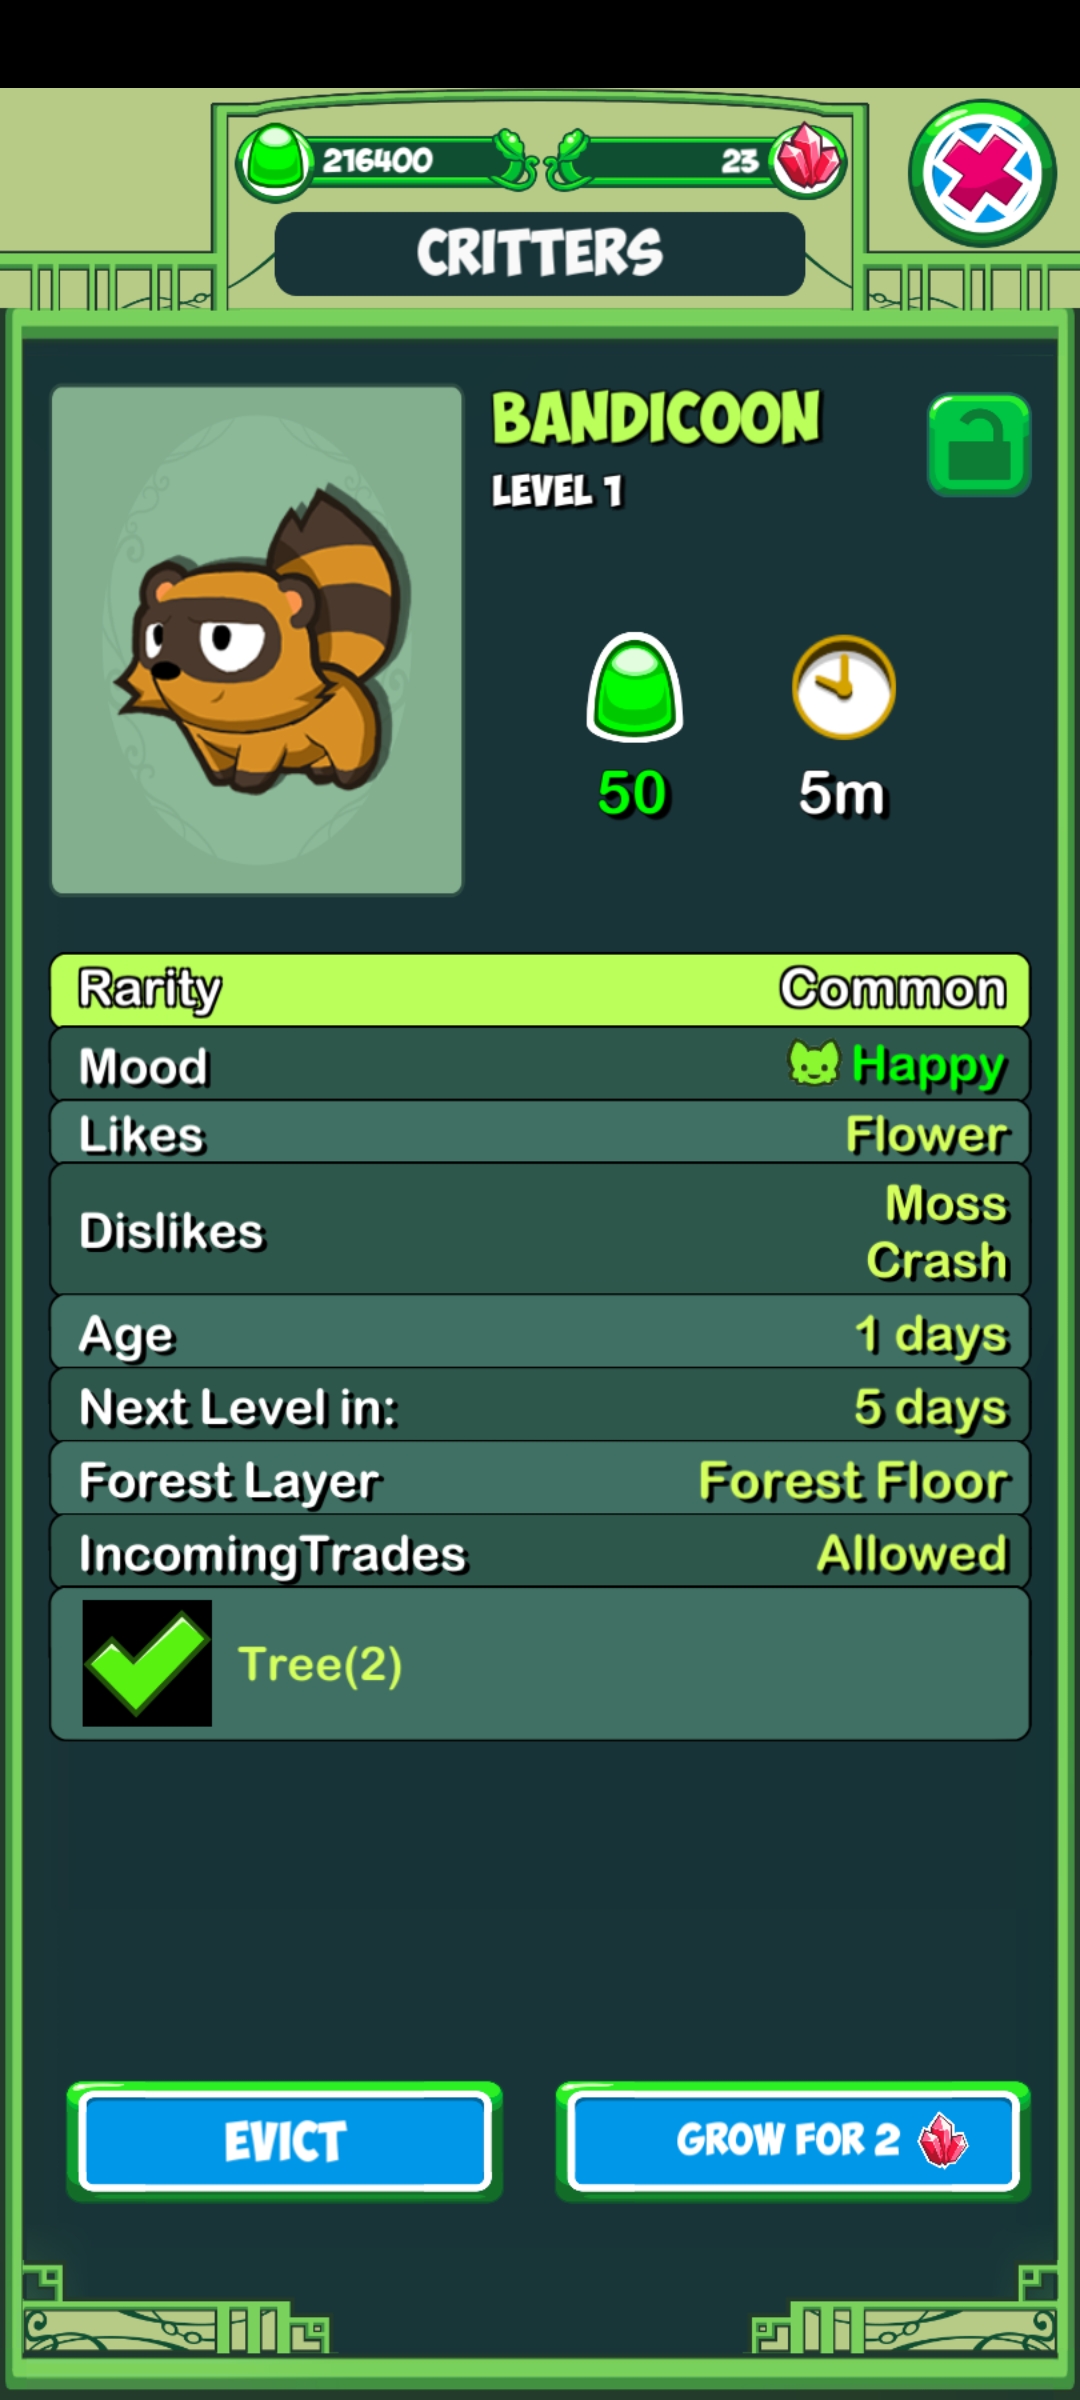 216400
23
CRITTERS
BANDICOON
LEVEL 1
50
5m
Rarity Common
Mood Happy
Likes Flower
Dislikes Moss
Crash
Age 1 days
Next Level in: 5 days
Forest Layer Forest Floor
IncomingTrades Allowed
Tree(2)
EVICT
GROW FOR 2